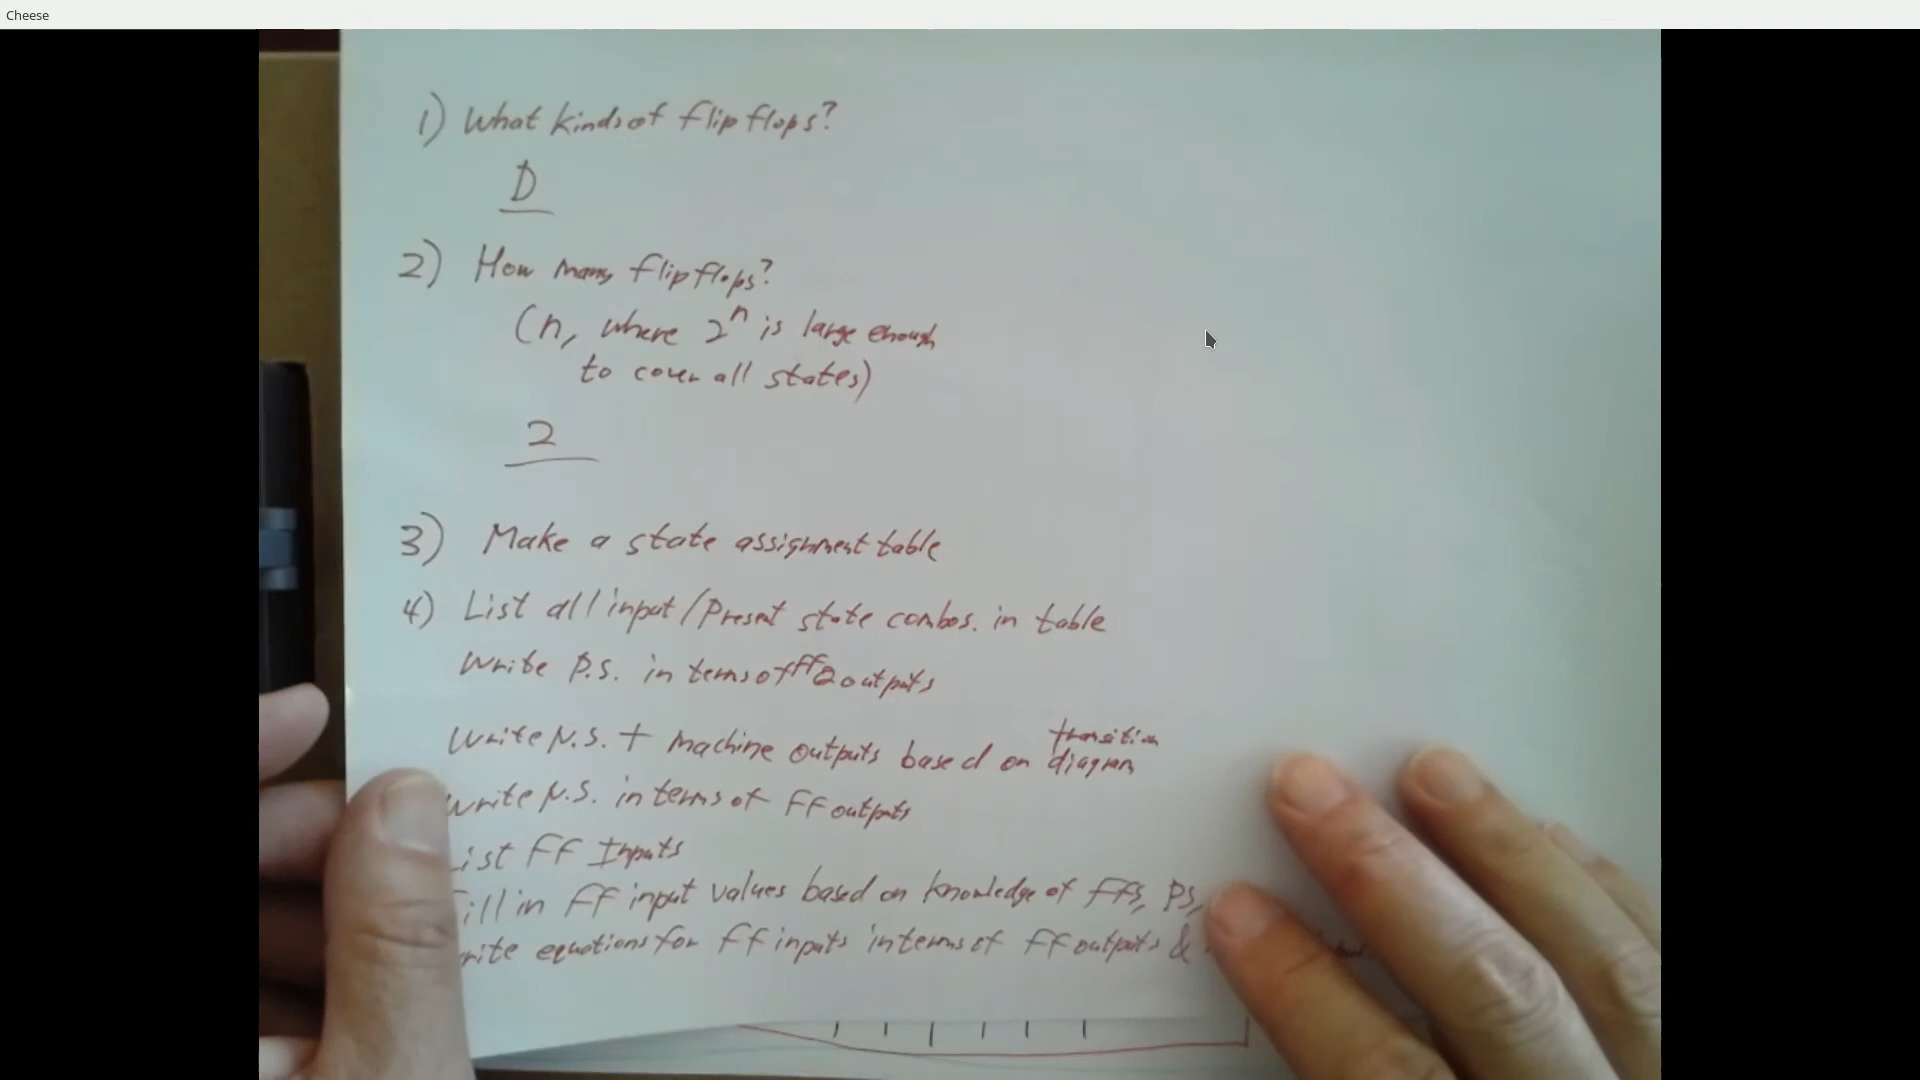 Cheese
1) What kinds of flip flops?
D
2) How many flip flops?
(n, where 2^n is large enough
to cover all states)
2
3) Make a state assignment table
4) List all input/Present state combos. in table
Write P.S. in terms of ff Q outputs
Write N.S. + machine outputs based on transition diagram
Write N.S. in terms of FF outputs
List FF Inputs
Fill in FF input values based on knowledge of FFs, PS,
Write equations for FF inputs in terms of FF outputs &